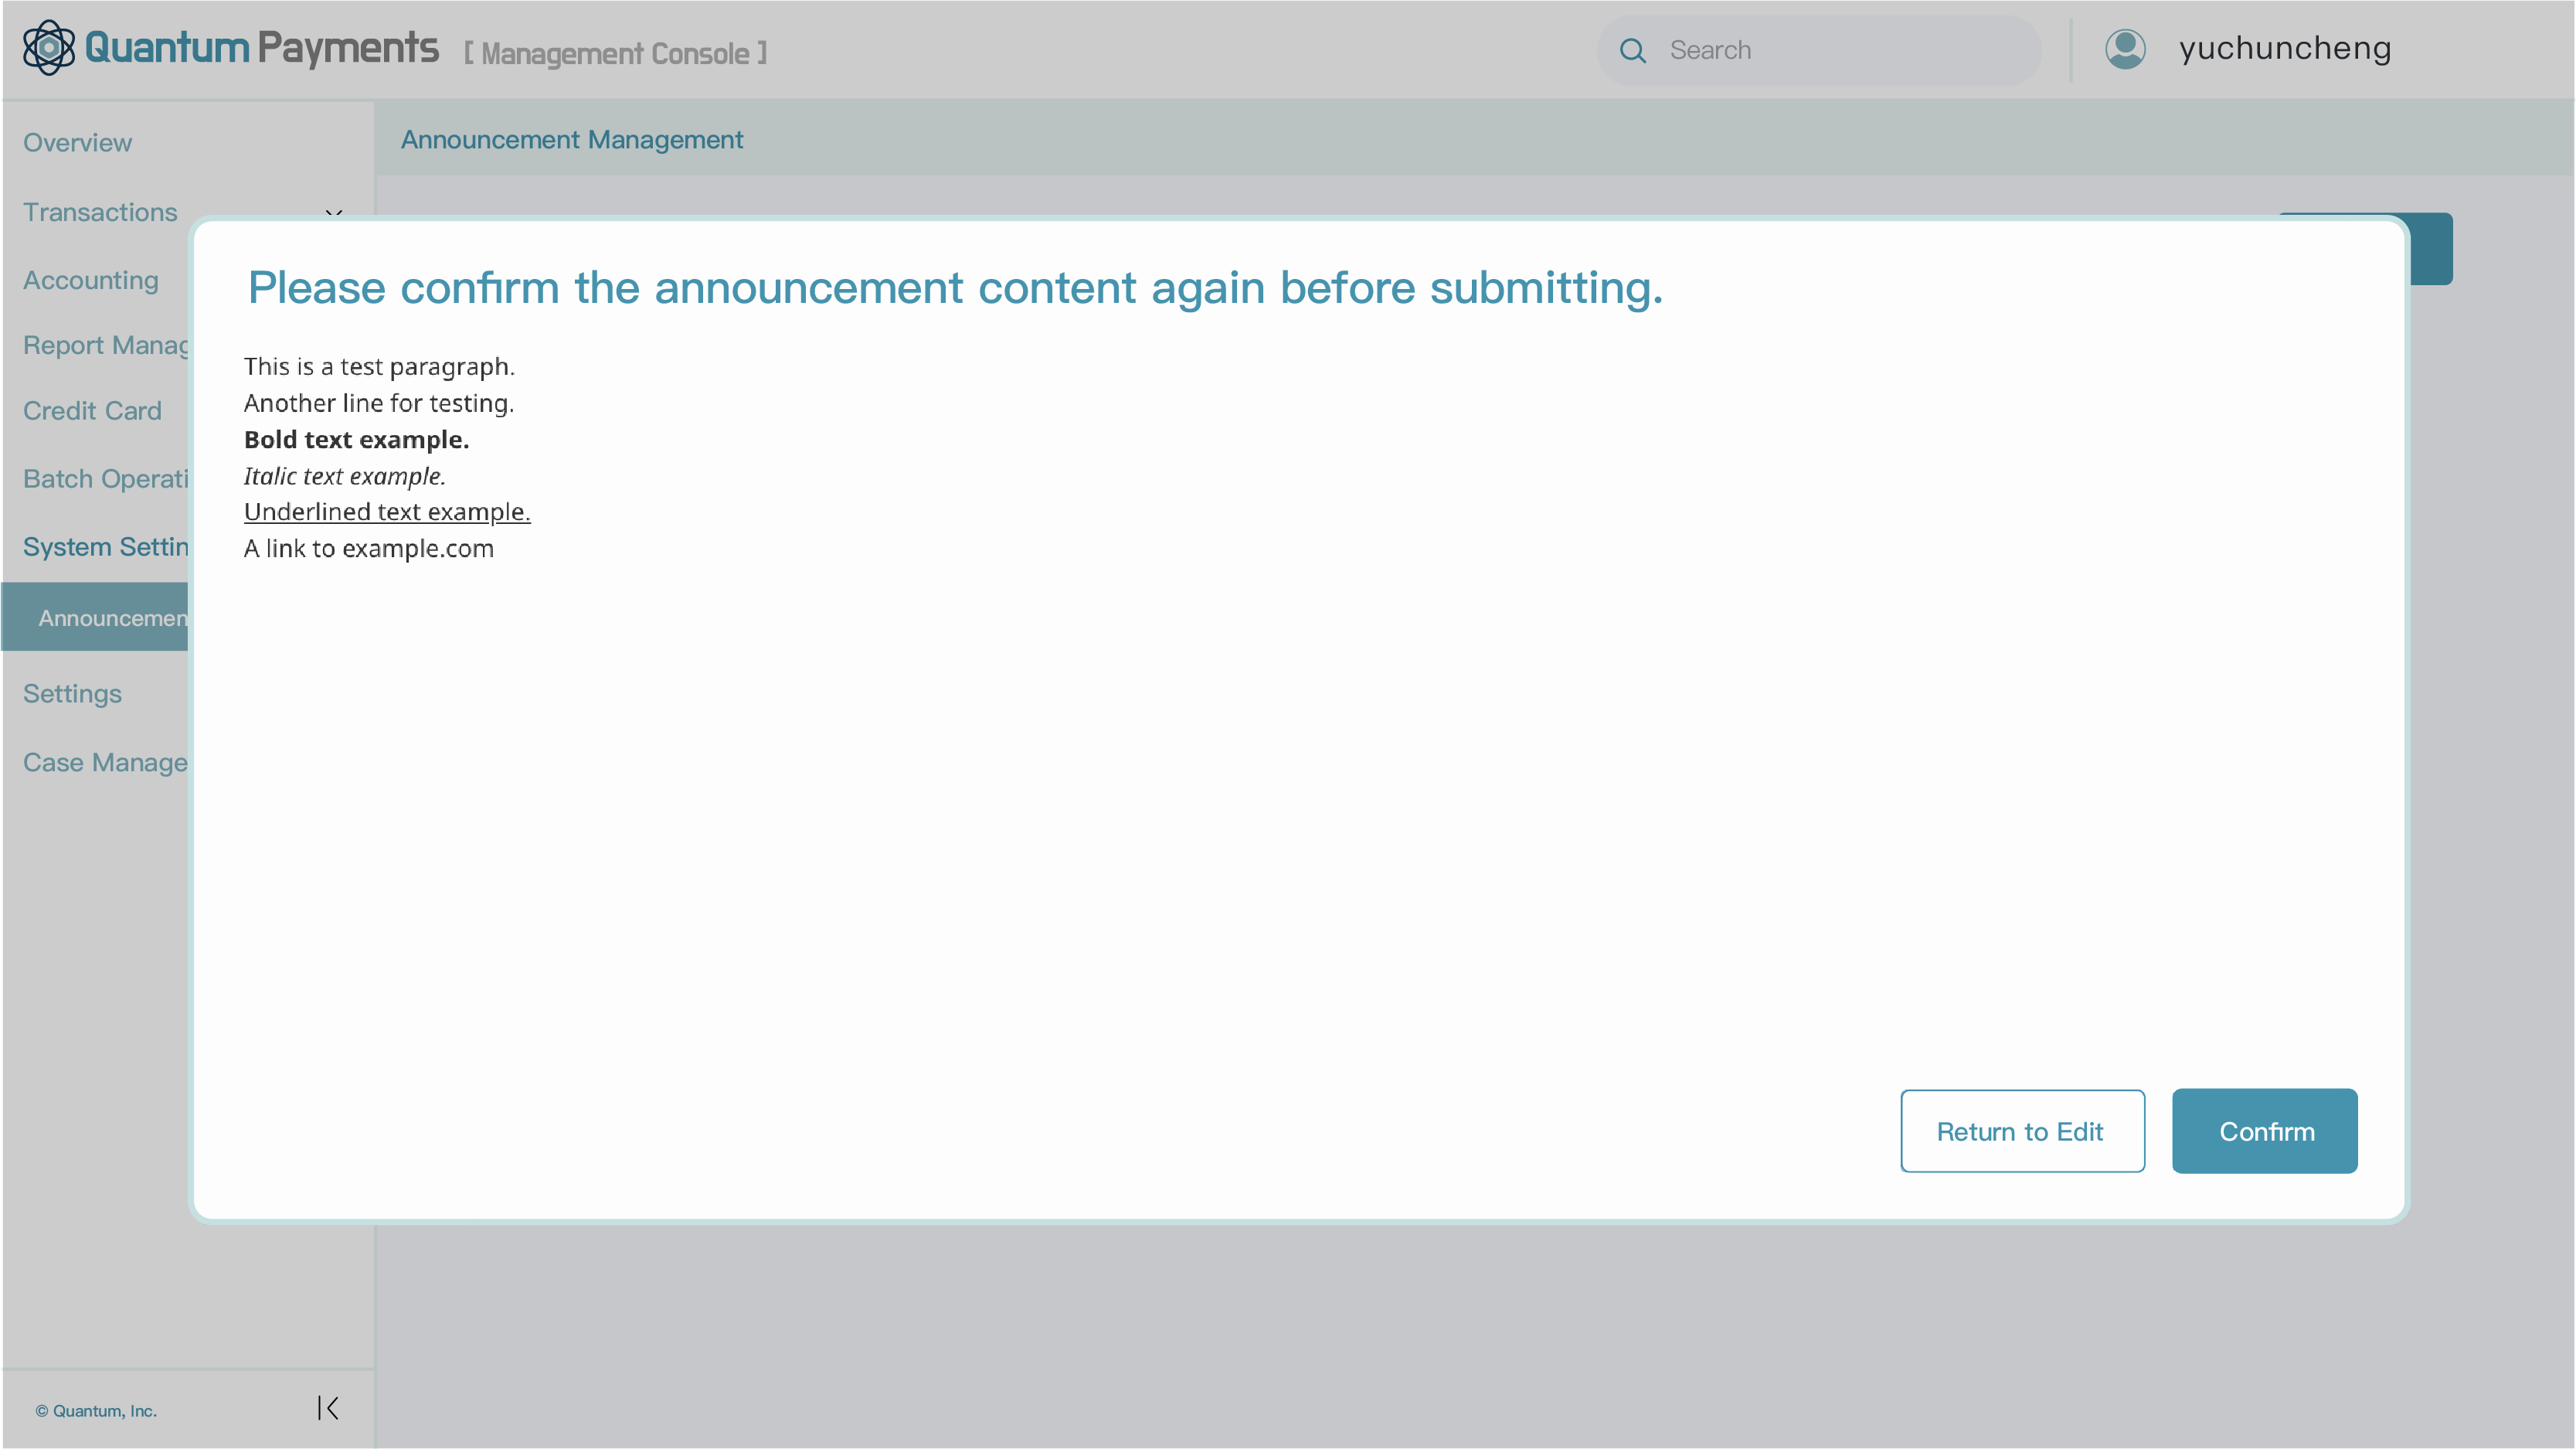 Quantum Payments [ Management Console ]
Search
yuchuncheng
Overview
Announcement Management
Transactions
Accounting
Report Manag
Credit Card
Batch Operati
System Settin
Announcemen
Settings
Case Manage
Please confirm the announcement content again before submitting.
This is a test paragraph.
Another line for testing.
Bold text example.
Italic text example.
Underlined text example.
A link to example.com
Return to Edit
Confirm
© Quantum, Inc.